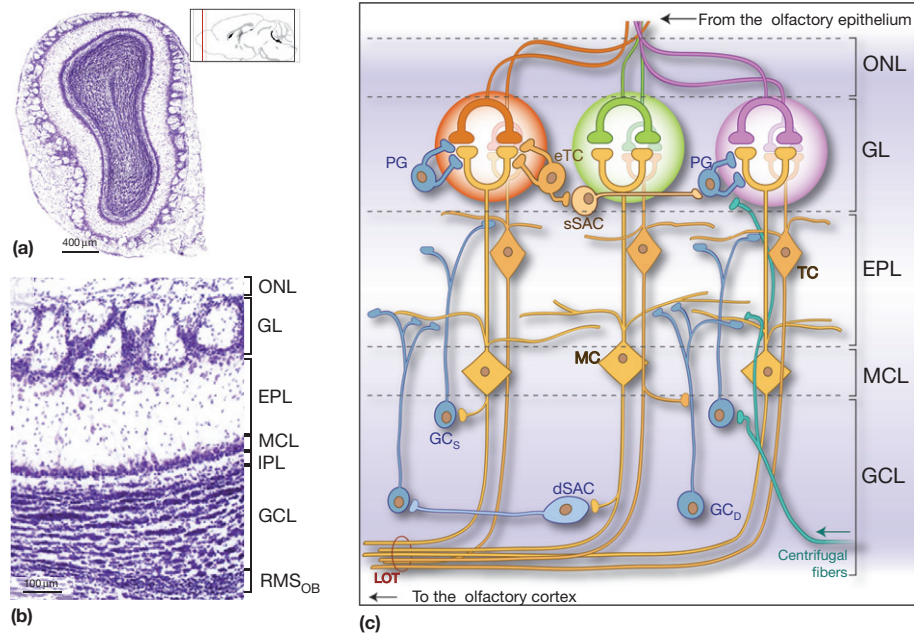 (a)
400 µm
ONL
GL
EPL
MCL
IPL
GCL
RMS_OB
100 µm
(b)
From the olfactory epithelium
ONL
GL
PG
eTC
PG
sSAC
EPL
TC
MC
MCL
GC_S
GCL
dSAC
GC_D
Centrifugal
fibers
LOT
To the olfactory cortex
(c)